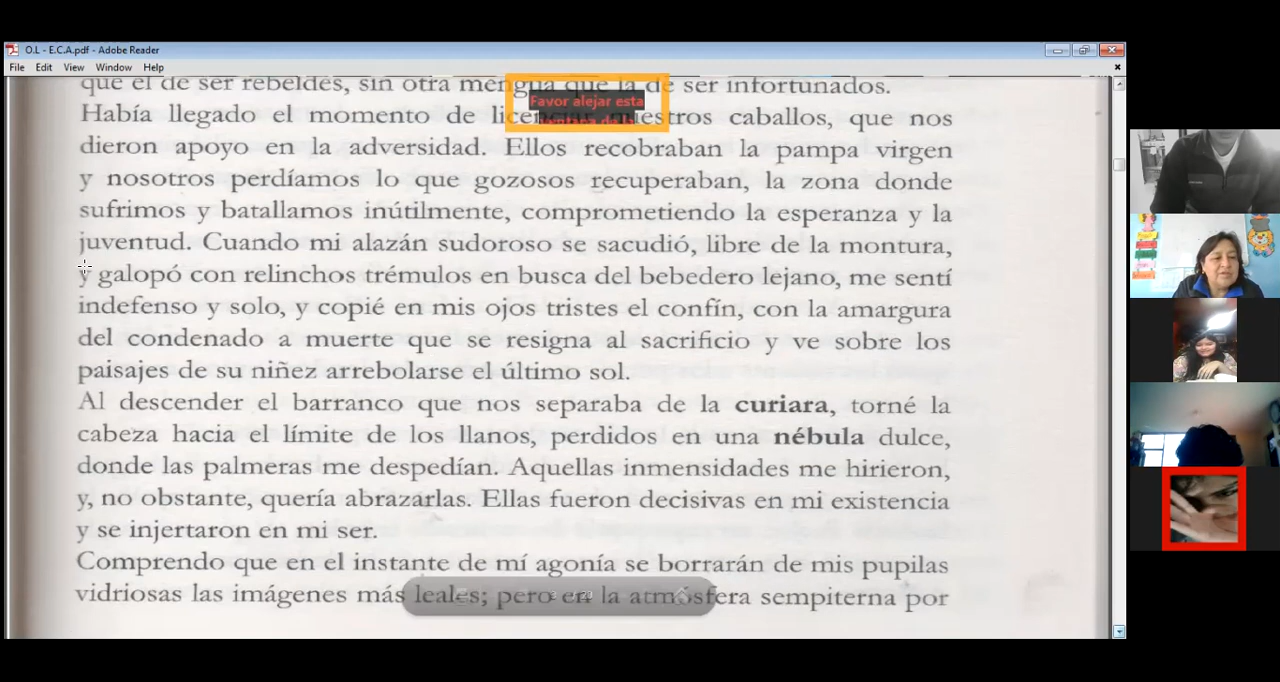 O.L - E.C.A.pdf - Adobe Reader
File Edit View Window Help
que el de ser rebeldes, sin otra mengua que la de ser infortunados.
Favor alejar esta
Había llegado el momento de licenciar nuestros caballos, que nos
dieron apoyo en la adversidad. Ellos recobraban la pampa virgen
y nosotros perdíamos lo que gozosos recuperaban, la zona donde
sufrimos y batallamos inútilmente, comprometiendo la esperanza y la
juventud. Cuando mi alazán sudoroso se sacudió, libre de la montura,
y galopó con relinchos trémulos en busca del bebedero lejano, me sentí
indefenso y solo, y copié en mis ojos tristes el confín, con la amargura
del condenado a muerte que se resigna al sacrificio y ve sobre los
paisajes de su niñez arrebolarse el último sol.
Al descender el barranco que nos separaba de la curiara, torné la
cabeza hacia el límite de los llanos, perdidos en una nébula dulce,
donde las palmeras me despedían. Aquellas inmensidades me hirieron,
y, no obstante, quería abrazarlas. Ellas fueron decisivas en mi existencia
y se injertaron en mi ser.
Comprendo que en el instante de mí agonía se borrarán de mis pupilas
vidriosas las imágenes más leales; pero en la atmósfera sempiterna por